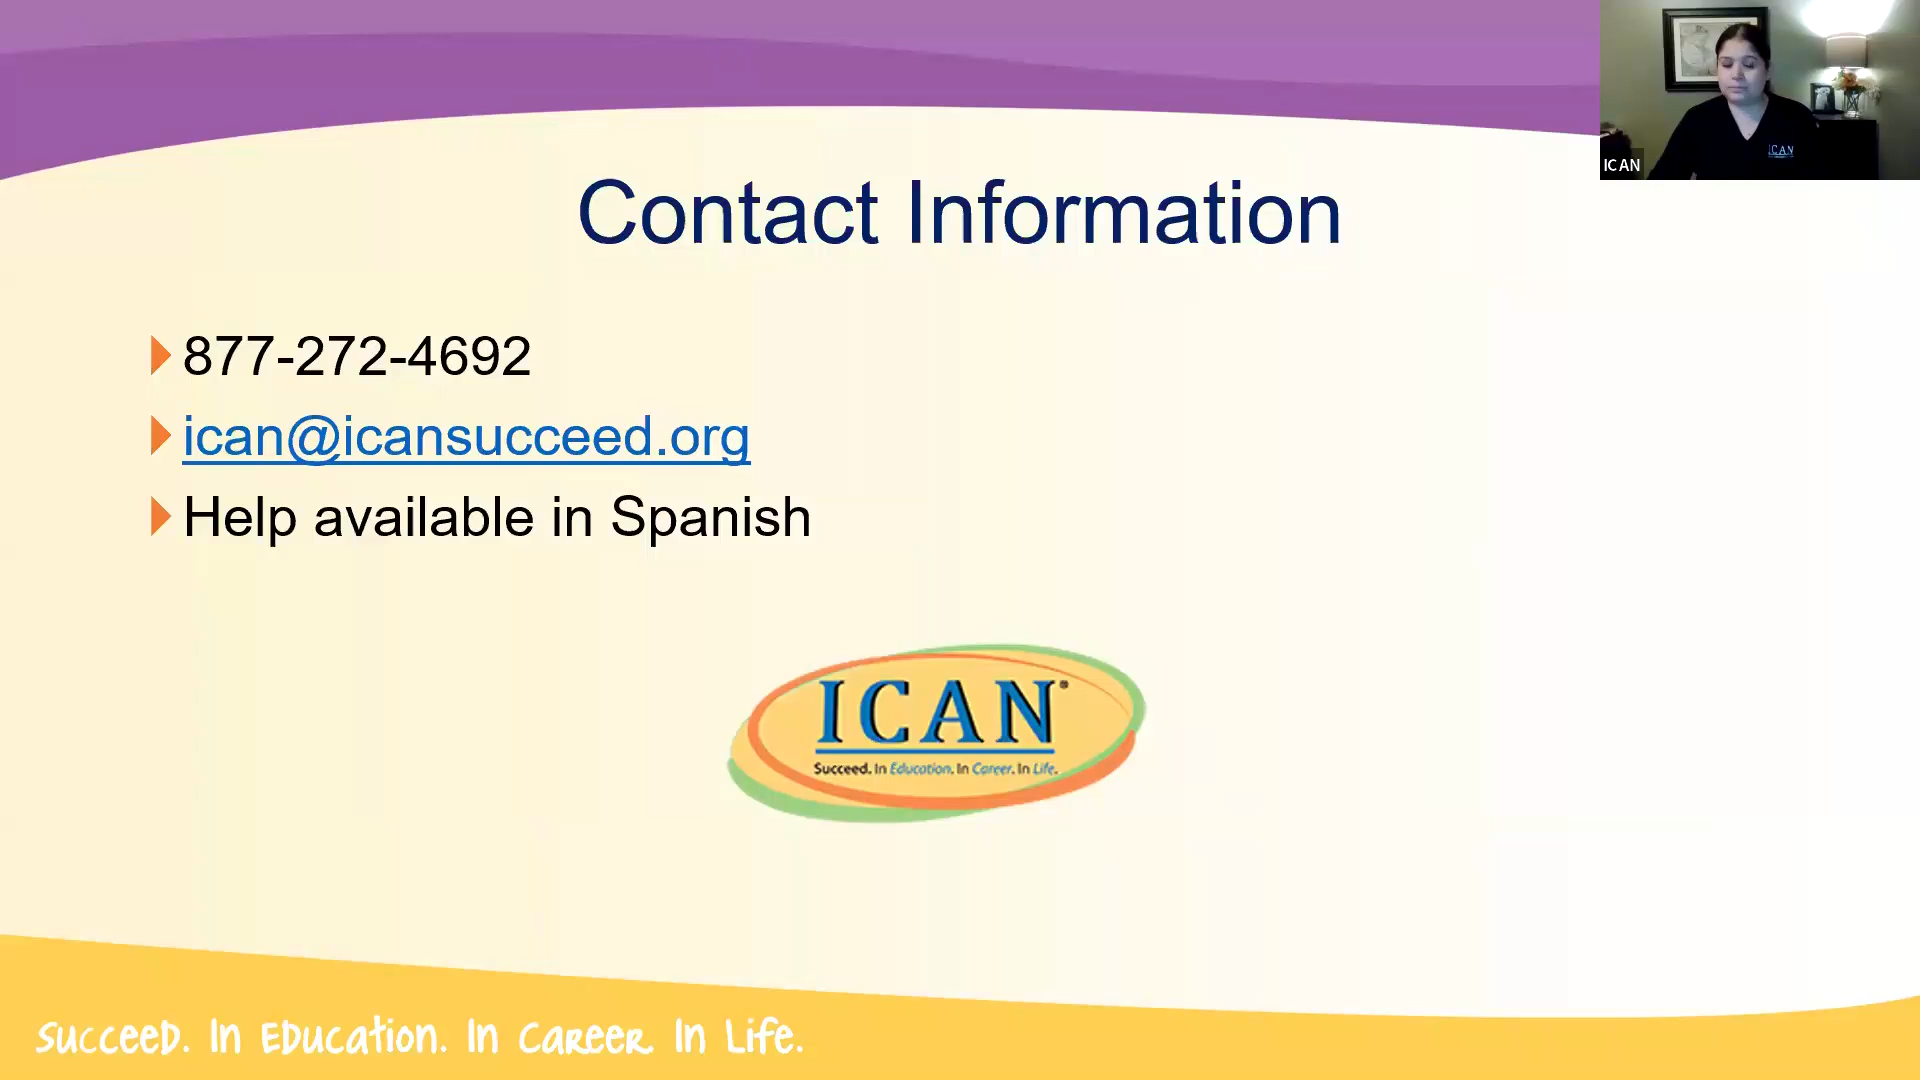 ICAN
ICAN
Contact Information
877-272-4692
ican@icansucceed.org
Help available in Spanish
ICAN®
Succeed. In Education. In Career. In Life.
Succeed. In Education. In Career. In Life.